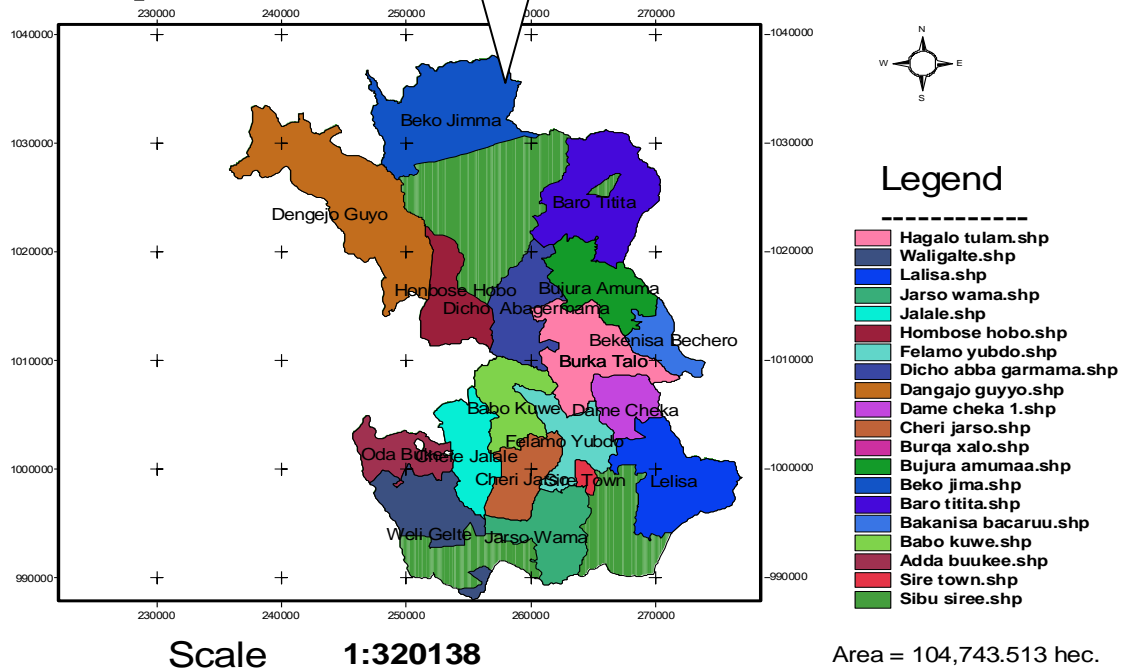 230000 240000 250000 260000 270000
N
W E
S
1040000 1040000
Beko Jimma
1030000 1030000
Baro Titita
Dengejo Guyo
1020000 1020000
Honbose Hobo
Bujura Amuma
Dicho Abagermama
Bekenisa Bechero
1010000 1010000
Burka Talo
Babo Kuwe
Dame Cheka
Felamo Yubdo
Oda Buke
Chefe Jalale
1000000 1000000
Cheri Jarso
Sire Town
Lelisa
Weli Gelte
Jarso Wama
990000 990000
230000 240000 250000 260000 270000
Legend
------------
Hagalo tulam.shp
Waligalte.shp
Lalisa.shp
Jarso wama.shp
Jalale.shp
Hombose hobo.shp
Felamo yubdo.shp
Dicho abba garmama.shp
Dangajo guyyo.shp
Dame cheka 1.shp
Cheri jarso.shp
Burqa xalo.shp
Bujura amumaa.shp
Beko jima.shp
Baro titita.shp
Bakanisa bacaruu.shp
Babo kuwe.shp
Adda buukee.shp
Sire town.shp
Sibu siree.shp
Scale 1:320138
Area = 104,743.513 hec.